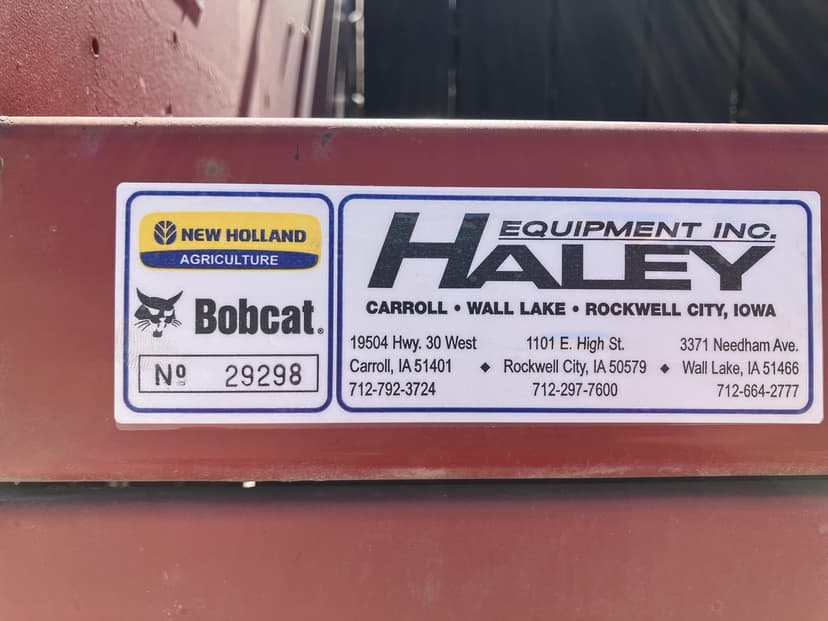 NEW HOLLAND
AGRICULTURE
Bobcat®
Nº 29298
HALEY EQUIPMENT INC.
CARROLL • WALL LAKE • ROCKWELL CITY, IOWA
19504 Hwy. 30 West
Carroll, IA 51401
712-792-3724
◆
1101 E. High St.
Rockwell City, IA 50579
712-297-7600
◆
3371 Needham Ave.
Wall Lake, IA 51466
712-664-2777